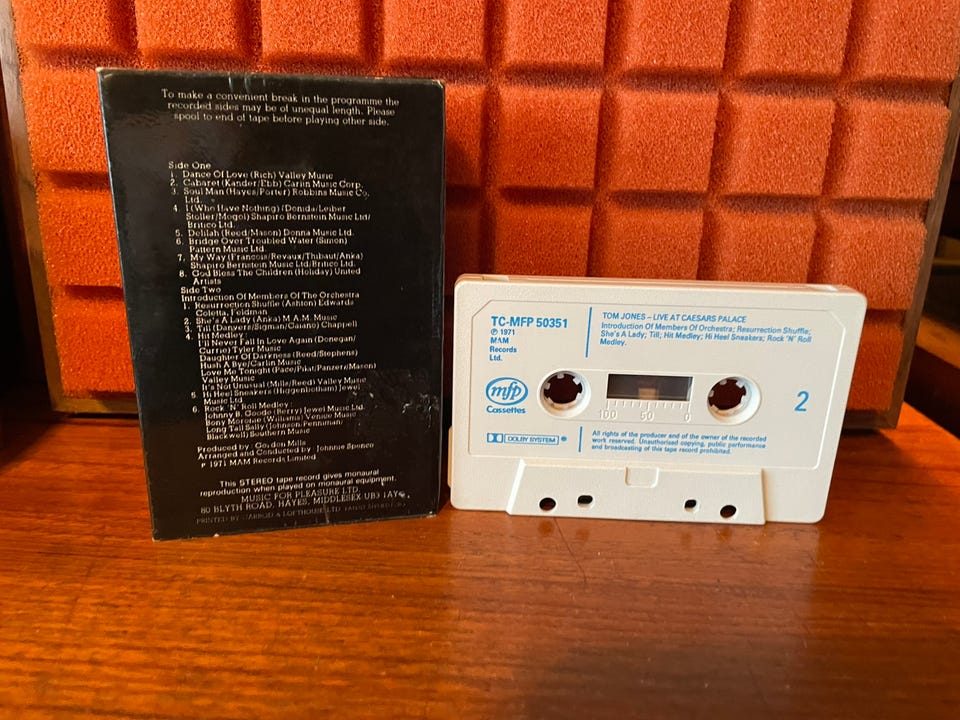 To make a convenient break in the programme the
recorded sides may be of unequal length. Please
spool to end of tape before playing other side.
Side One
1. Dance Of Love (Rich) Valley Music
2. Cabaret (Kander/Ebb) Carlin Music Corp.
3. Soul Man (Hayes/Porter) Robbins Music Co.
Ltd.
4. I (Who Have Nothing) (Donida/Leiber
Stoller/Mogol) Shapiro Bernstein Music Ltd/
Britico Ltd.
5. Delilah (Reed/Mason) Donna Music Ltd.
6. Bridge Over Troubled Water (Simon)
Pattern Music Ltd.
7. My Way (Francois/Revaux/Thibaut/Anka)
Shapiro Bernstein Music Ltd/Britico Ltd.
8. God Bless The Children (Holiday) United
Artists
Side Two
Introduction Of Members Of The Orchestra
1. Resurrection Shuffle (Ashton) Edwards
Coletta, Feldman
2. She's A Lady (Anka) M.A.M. Music
3. Till (Danvers/Sigman/Caiano) Chappell
4. Hit Medley:
I'll Never Fall In Love Again (Donegan/
Currie) Tyler Music
Daughter Of Darkness (Reed/Stephens)
Hush A Bye/Carlin Music
Love Me Tonight (Pace/Pilat/Panzeri/Mason)
Valley Music
It's Not Unusual (Mills/Reed) Valley Music
5. Hi Heel Sneakers (Higgenbotham) Jewel
Music Ltd
6. Rock 'N' Roll Medley:
Johnny B. Goode (Berry) Jewel Music Ltd.
Bony Moronie (Williams) Venice Music
Long Tall Sally (Johnson/Penniman/
Blackwell) Southern Music
Produced by Gordon Mills
Arranged and Conducted by Johnnie Spence
℗ 1971 MAM Records Limited
This STEREO tape record gives monaural
reproduction when played on monaural equipment.
MUSIC FOR PLEASURE LTD.
80 BLYTH ROAD, HAYES, MIDDLESEX UB3 1AY
PRINTED BY GARROD & LOFTHOUSE LTD
TC-MFP 50351
℗ 1971
MAM
Records
Ltd.
TOM JONES – LIVE AT CAESARS PALACE
Introduction Of Members Of Orchestra; Resurrection Shuffle;
She's A Lady; Till; Hit Medley; Hi Heel Sneakers; Rock 'N' Roll
Medley.
mfp
Cassettes
100 50 0
2
DOLBY SYSTEM
All rights of the producer and of the owner of the recorded
work reserved. Unauthorised copying, public performance
and broadcasting of this tape record prohibited.